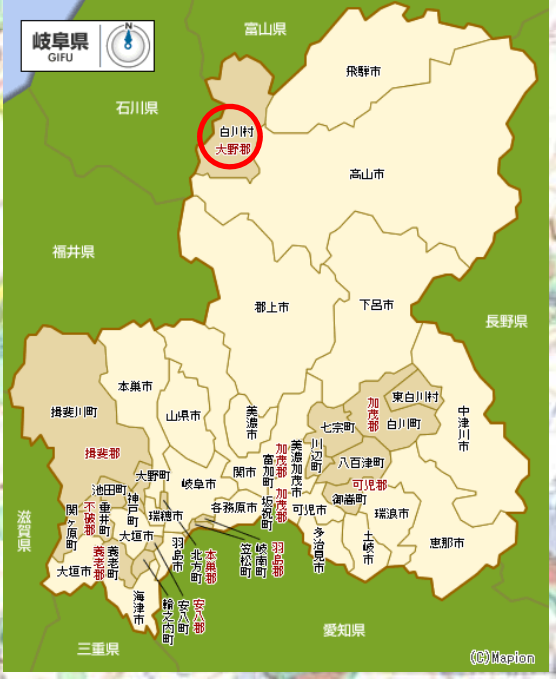 岐阜県
GIFU
N
富山県
飛騨市
石川県
白川村
大野郡
高山市
福井県
郡上市
下呂市
長野県
本巣市
東白川村
加茂郡
揖斐川町
山県市
美濃市
七宗町
白川町
中津川市
揖斐郡
大野町
関市
富加町
加茂郡
美濃加茂市
川辺町
八百津町
可児郡
池田町
神戸町
岐阜市
坂祝町
加茂郡
御嵩町
関ヶ原町
不破郡
垂井町
瑞穂市
各務原市
可児市
瑞浪市
滋賀県
大垣市
養老郡
養老町
大垣市
羽島市
北方町
本巣郡
笠松町
岐南町
羽島郡
多治見市
土岐市
恵那市
海津市
輪之内町
安八町
安八郡
三重県
愛知県
(C)Mapion